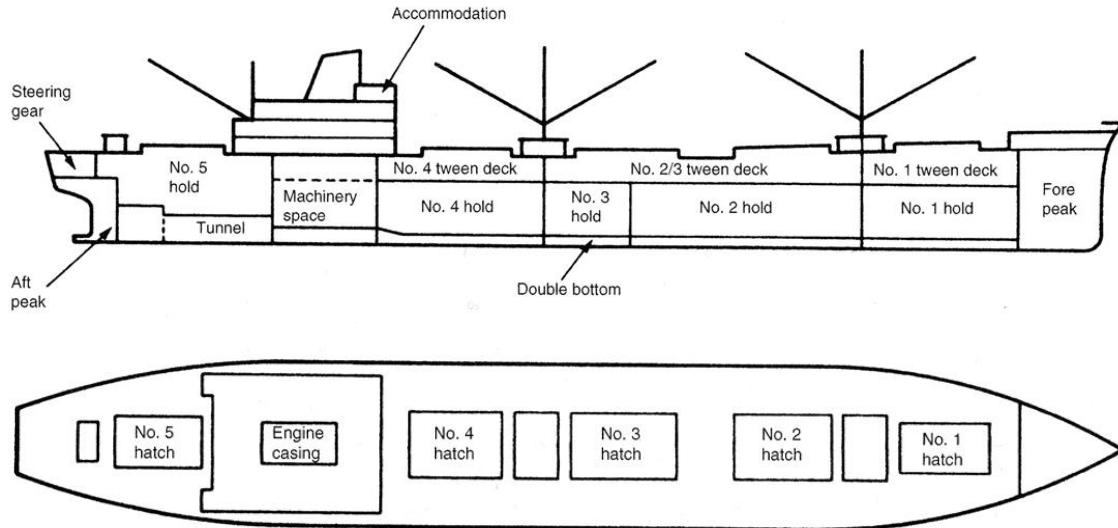 Accommodation
Steering
gear
No. 5
hold
No. 4 tween deck
No. 2/3 tween deck
No. 1 tween deck
Machinery
space
No. 4 hold
No. 3
hold
No. 2 hold
No. 1 hold
Fore
peak
Tunnel
Aft
peak
Double bottom
No. 5
hatch
Engine
casing
No. 4
hatch
No. 3
hatch
No. 2
hatch
No. 1
hatch